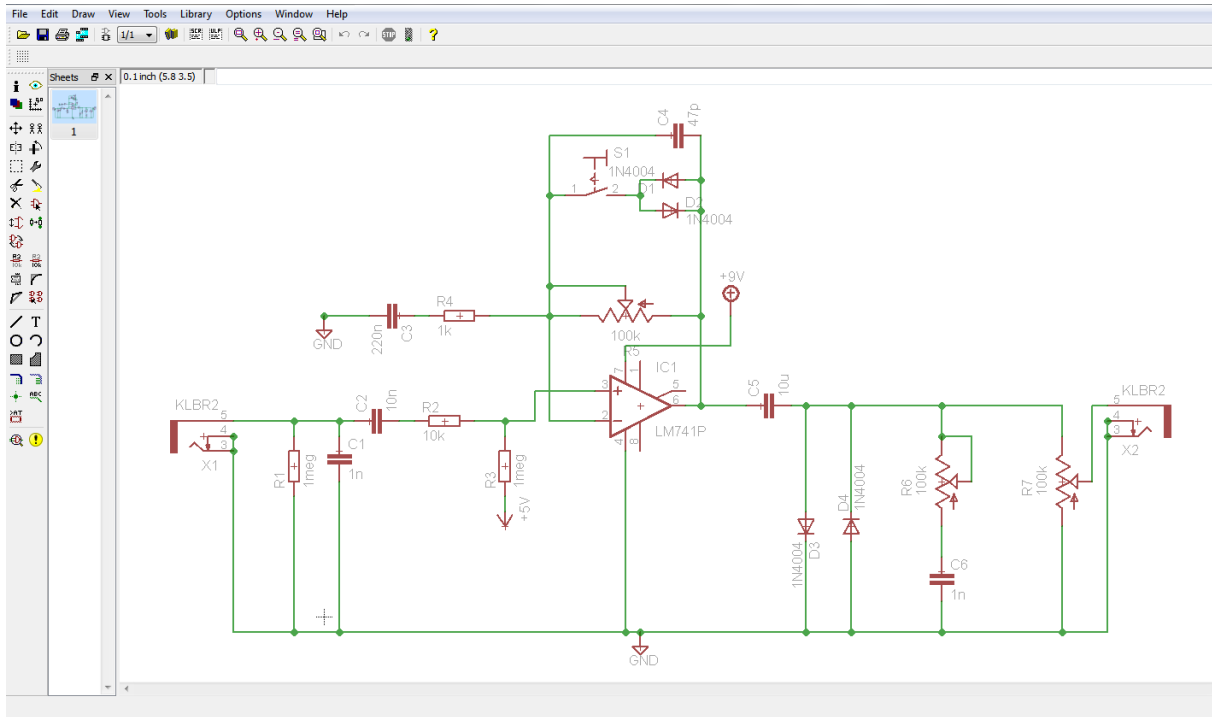 File Edit Draw View Tools Library Options Window Help
1/1
SCR ULP
STOP
Sheets
0.1 inch (5.8 3.5)
1
C4
47p
S1
1N4004
1 2
D1
D2
1N4004
+9V
R4
1k
220n
C3
GND
100k
R5
IC1
7
1
3
5
6
2
4
8
LM741P
C5
10u
KLBR2
5
4
3
X1
C2
10n
R2
10k
R1
1meg
C1
1n
R3
1meg
+5V
1N4004
D3
D4
1N4004
R6
100k
C6
1n
R7
100k
KLBR2
5
4
3
X2
GND